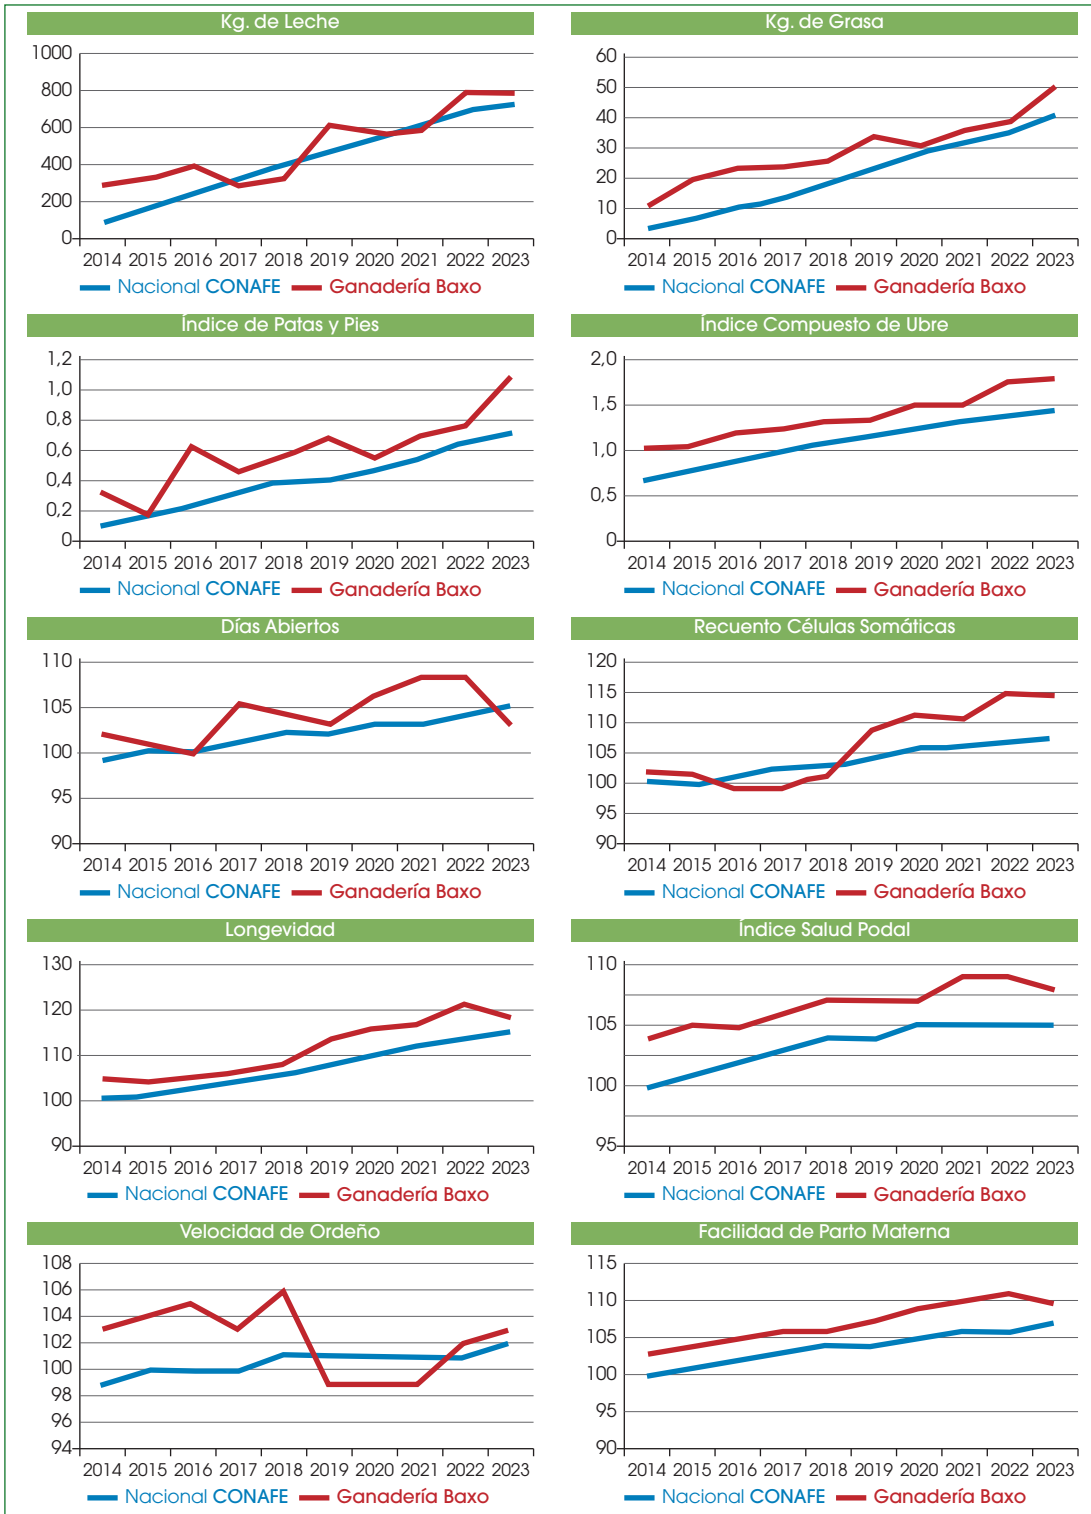 Kg. de Leche
1000
800
600
400
200
0
2014 2015 2016 2017 2018 2019 2020 2021 2022 2023
Nacional CONAFE Ganadería Baxo
Kg. de Grasa
60
50
40
30
20
10
0
2014 2015 2016 2017 2018 2019 2020 2021 2022 2023
Nacional CONAFE Ganadería Baxo
Índice de Patas y Pies
1,2
1,0
0,8
0,6
0,4
0,2
0
2014 2015 2016 2017 2018 2019 2020 2021 2022 2023
Nacional CONAFE Ganadería Baxo
Índice Compuesto de Ubre
2,0
1,5
1,0
0,5
0
2014 2015 2016 2017 2018 2019 2020 2021 2022 2023
Nacional CONAFE Ganadería Baxo
Días Abiertos
110
105
100
95
90
2014 2015 2016 2017 2018 2019 2020 2021 2022 2023
Nacional CONAFE Ganadería Baxo
Recuento Células Somáticas
120
115
110
105
100
95
90
2014 2015 2016 2017 2018 2019 2020 2021 2022 2023
Nacional CONAFE Ganadería Baxo
Longevidad
130
120
110
100
90
2014 2015 2016 2017 2018 2019 2020 2021 2022 2023
Nacional CONAFE Ganadería Baxo
Índice Salud Podal
110
105
100
95
2014 2015 2016 2017 2018 2019 2020 2021 2022 2023
Nacional CONAFE Ganadería Baxo
Velocidad de Ordeño
108
106
104
102
100
98
96
94
2014 2015 2016 2017 2018 2019 2020 2021 2022 2023
Nacional CONAFE Ganadería Baxo
Facilidad de Parto Materna
115
110
105
100
95
90
2014 2015 2016 2017 2018 2019 2020 2021 2022 2023
Nacional CONAFE Ganadería Baxo